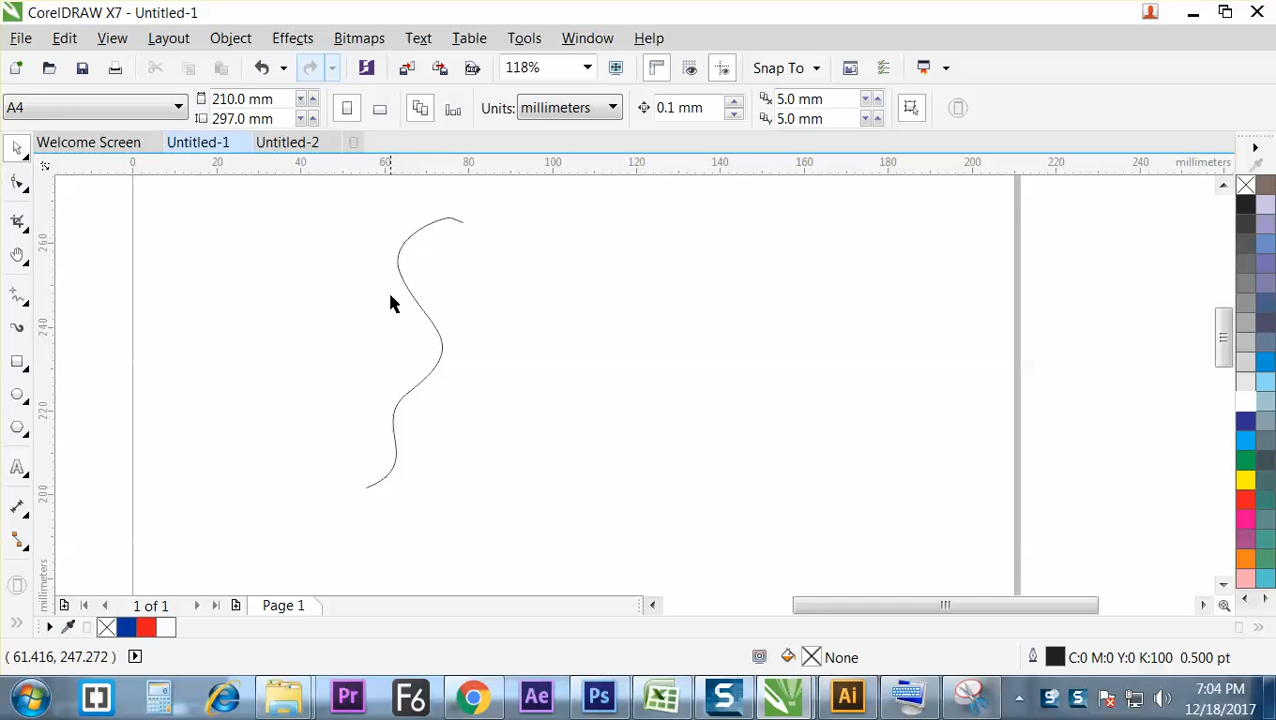 CorelDRAW X7 - Untitled-1
File Edit View Layout Object Effects Bitmaps Text Table Tools Window Help
118% Snap To
A4 210.0 mm 297.0 mm Units: millimeters 0.1 mm 5.0 mm 5.0 mm
Welcome Screen Untitled-1 Untitled-2
0 20 40 60 80 100 120 140 160 180 200 220 240 millimeters
260
240
220
200
millimeters
1 of 1 Page 1
( 61.416, 247.272 ) None C:0 M:0 Y:0 K:100 0.500 pt
Pr F6 Ae Ps S Ai S S 7:04 PM
12/18/2017